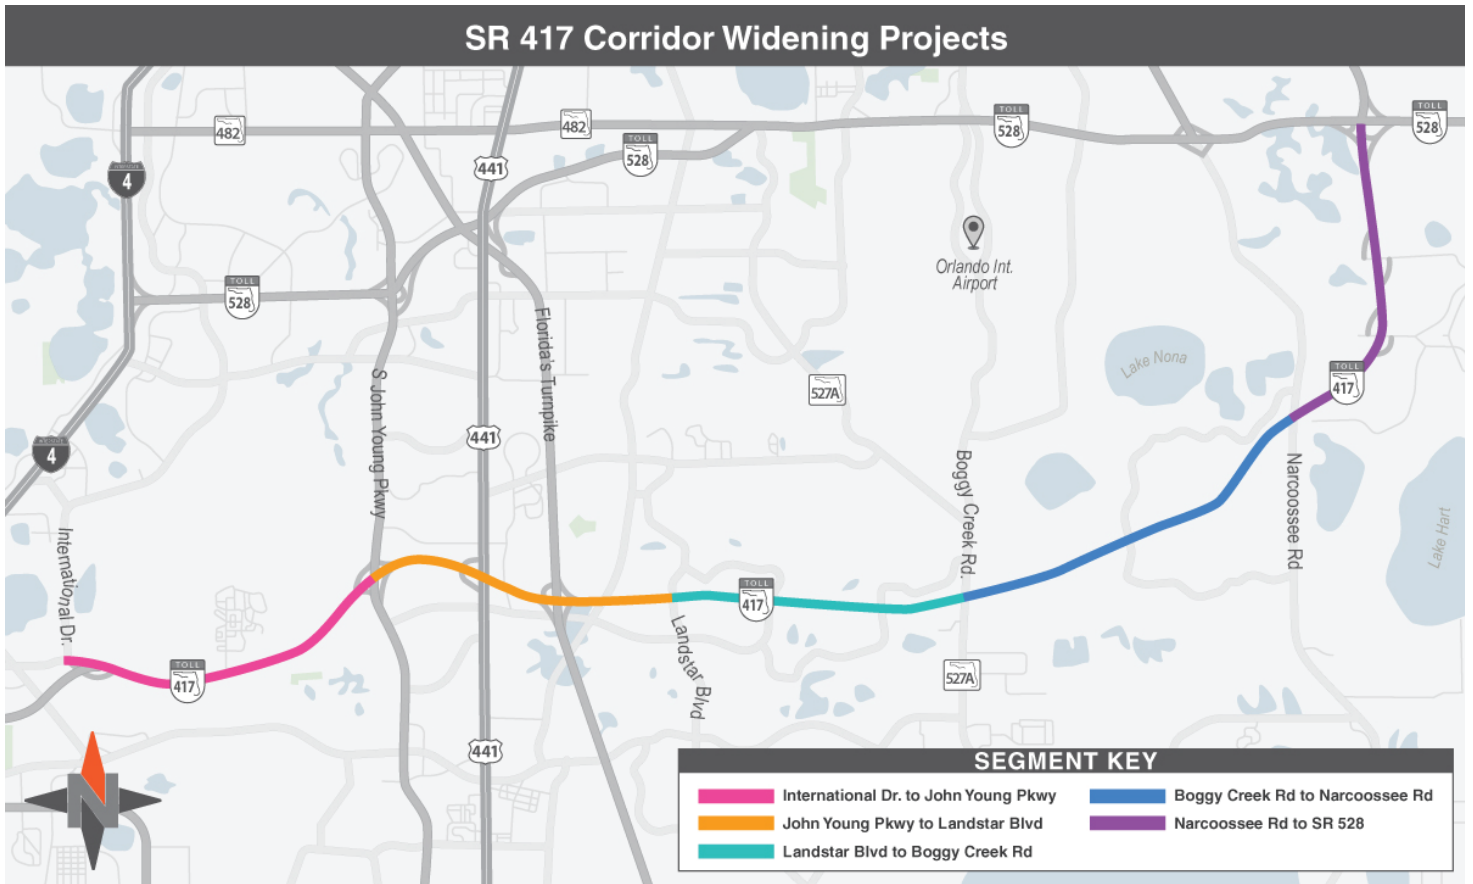 SR 417 Corridor Widening Projects
482
482
TOLL
528
TOLL
528
TOLL
528
441
4
TOLL
528
Orlando Int.
Airport
Florida's Turnpike
S John Young Pkwy
527A
Lake Nona
TOLL
417
4
441
Boggy Creek Rd.
Narcoossee Rd
Lake Hart
International Dr.
TOLL
417
Landstar Blvd
TOLL
417
527A
441
N
SEGMENT KEY
International Dr. to John Young Pkwy
John Young Pkwy to Landstar Blvd
Landstar Blvd to Boggy Creek Rd
Boggy Creek Rd to Narcoossee Rd
Narcoossee Rd to SR 528